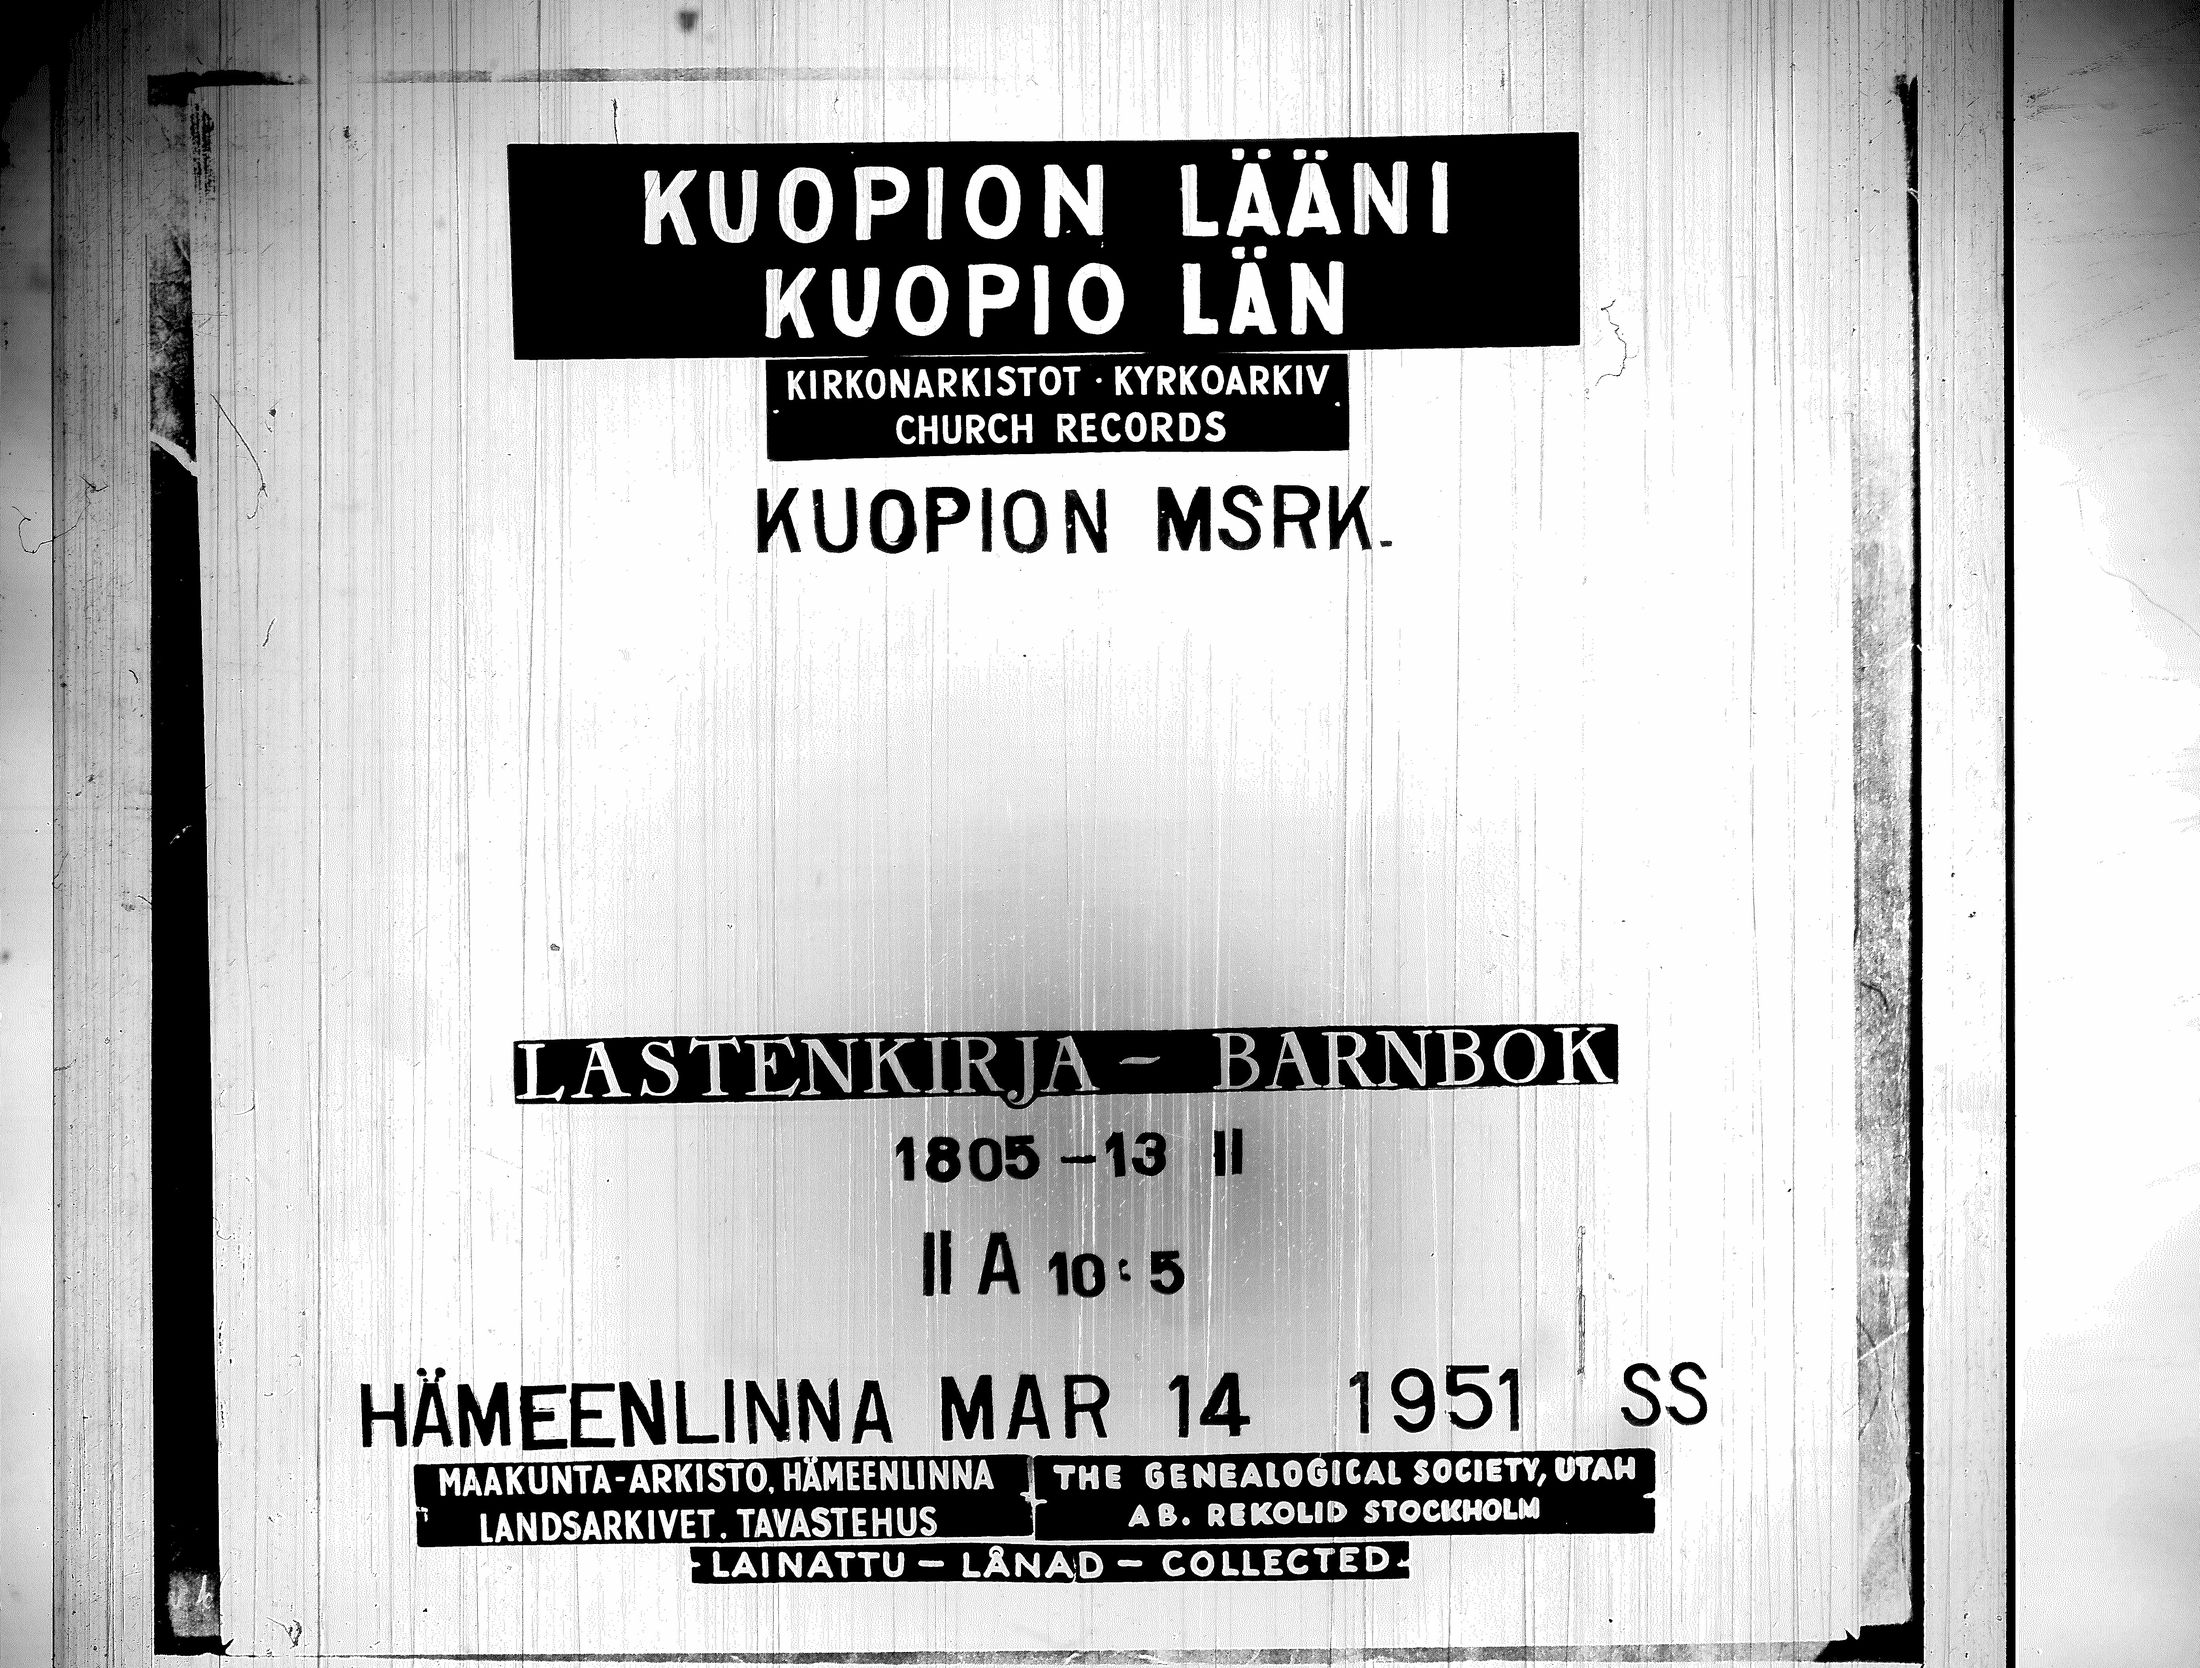 KUOPION LÄÄNI
KUOPIO LÄN
KIRKONARKISTOT · KYRKOARKIV
CHURCH RECORDS
KUOPION MSRK.
LASTENKIRJA - BARNBOK
1805-13 II
II A 10:5
HÄMEENLINNA MAR 14 1951 SS
MAAKUNTA-ARKISTO, HÄMEENLINNA
LANDSARKIVET, TAVASTEHUS
THE GENEALOGICAL SOCIETY, UTAH
AB. REKOLID STOCKHOLM
LAINATTU - LÅNAD - COLLECTED